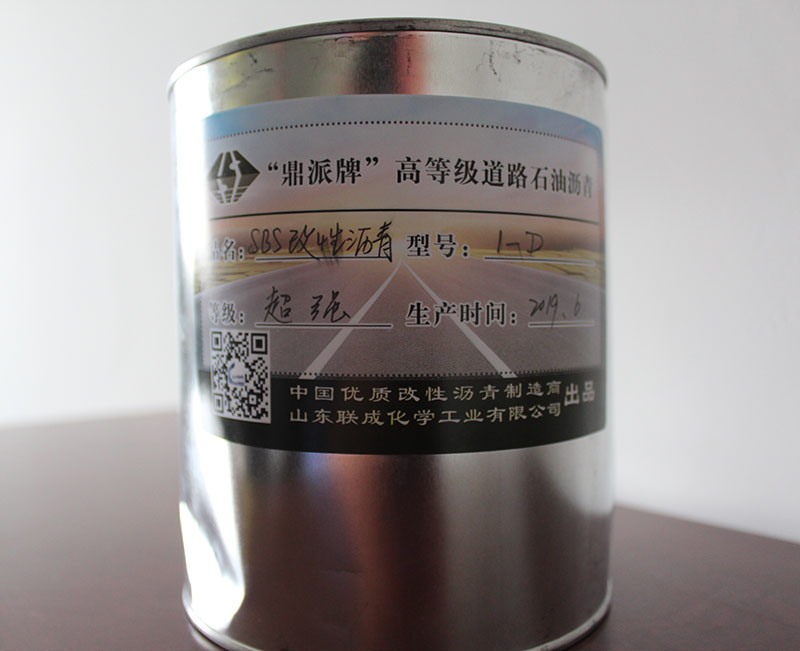 “鼎派牌”高等级道路石油沥青
品名：SBS改性沥青 型号：I-D
等级：超强 生产时间：2019.6
中国优质改性沥青制造商
山东联成化学工业有限公司 出品